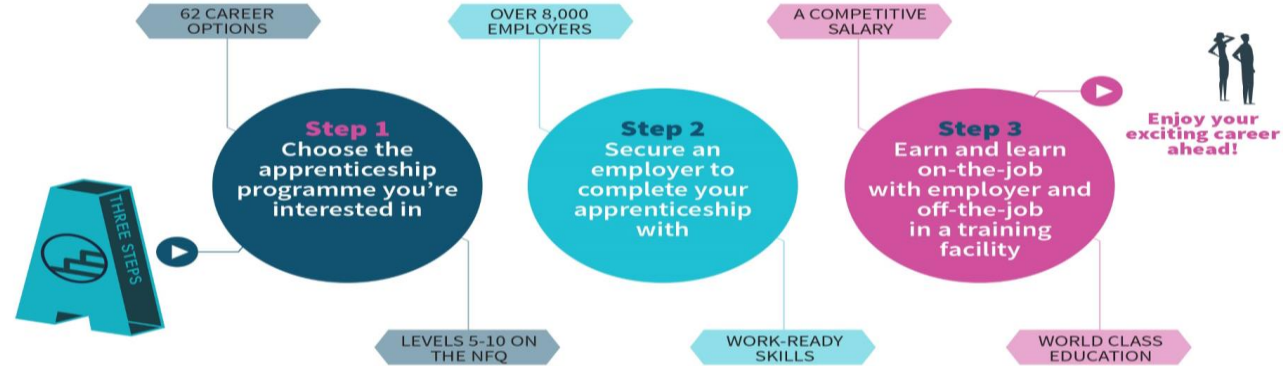 62 CAREER
OPTIONS
OVER 8,000
EMPLOYERS
A COMPETITIVE
SALARY
THREE STEPS
Step 1
Choose the
apprenticeship
programme you’re
interested in
Step 2
Secure an
employer to
complete your
apprenticeship
with
Step 3
Earn and learn
on-the-job
with employer and
off-the-job
in a training
facility
Enjoy your
exciting career
ahead!
LEVELS 5-10 ON
THE NFQ
WORK-READY
SKILLS
WORLD CLASS
EDUCATION